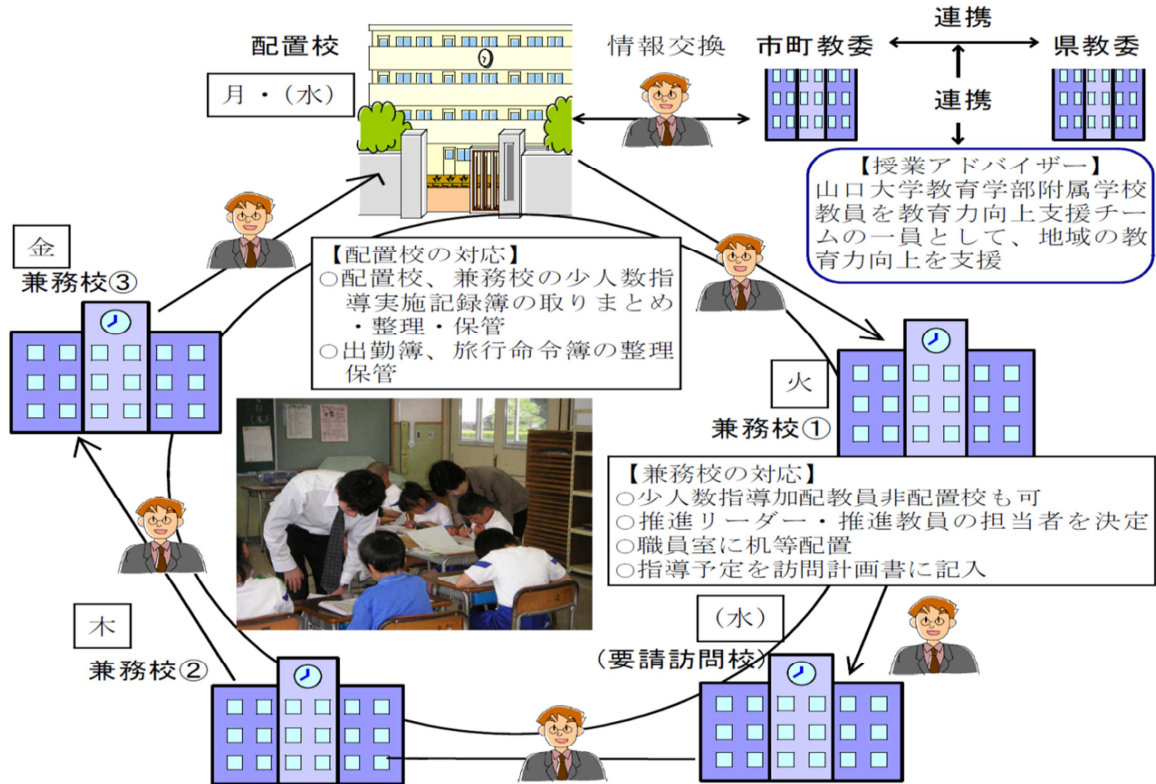 連携
配置校
情報交換
市町教委
県教委
月・(水)
連携
【授業アドバイザー】
山口大学教育学部附属学校
教員を教育力向上支援チー
ムの一員として、地域の教
育力向上を支援
金
兼務校③
【配置校の対応】
○配置校、兼務校の少人数指
導実施記録簿の取りまとめ
・整理・保管
○出勤簿、旅行命令簿の整理
保管
火
兼務校①
【兼務校の対応】
○少人数指導加配教員非配置校も可
○推進リーダー・推進教員の担当者を決定
○職員室に机等配置
○指導予定を訪問計画書に記入
木
兼務校②
(水)
(要請訪問校)